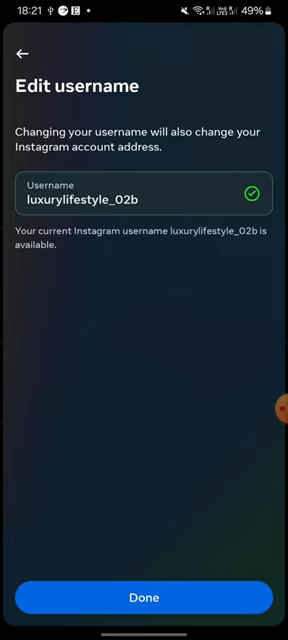 18:21 49%
Edit username
Changing your username will also change your
Instagram account address.
Username
luxurylifestyle_02b
Your current Instagram username luxurylifestyle_02b is
available.
Done